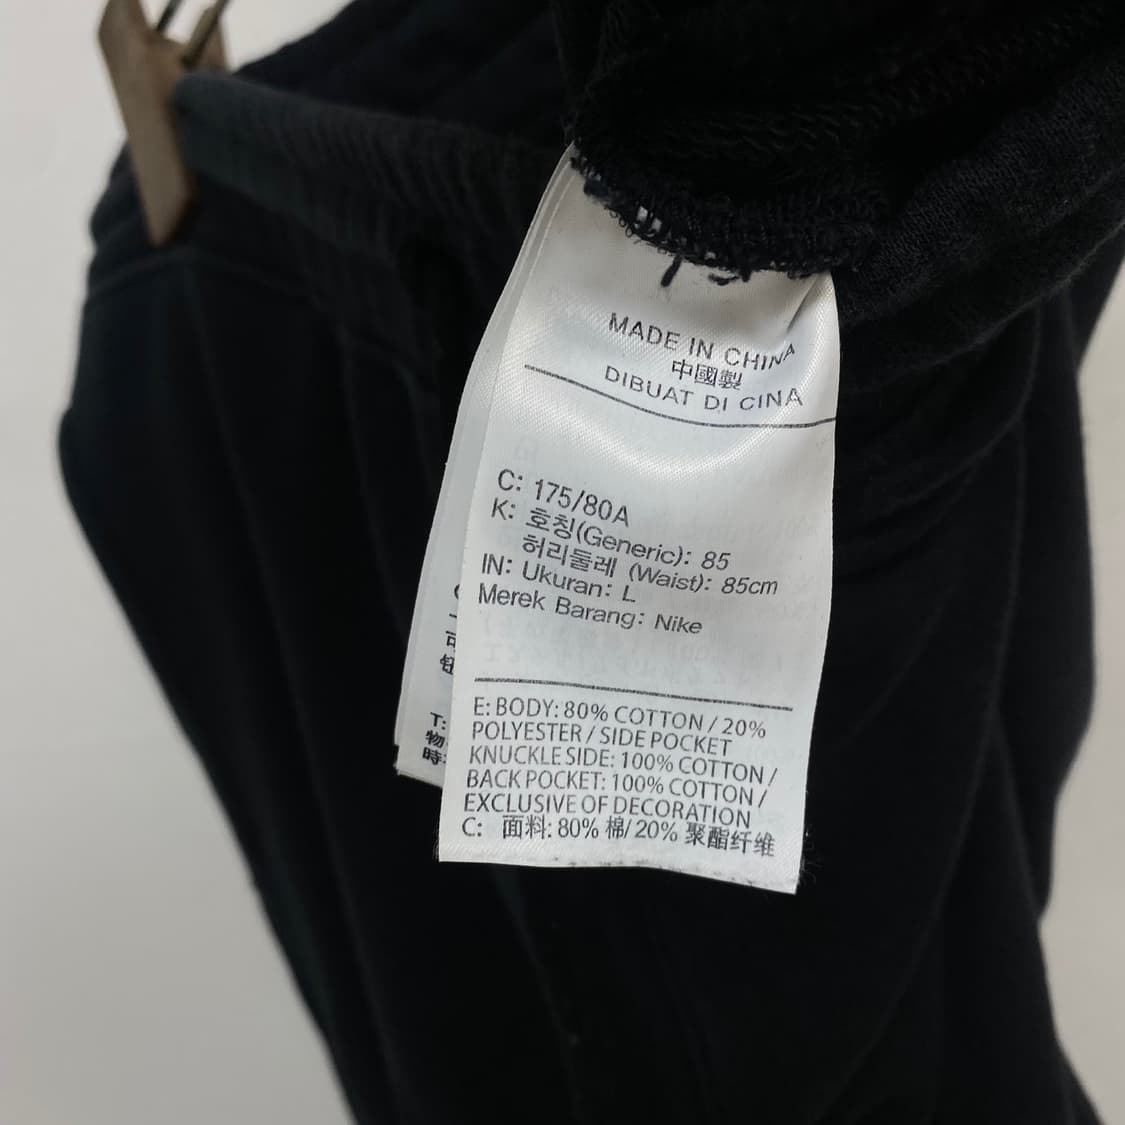 MADE IN CHINA
中國製
DIBUAT DI CINA
C: 175/80A
K: 호칭(Generic): 85
허리둘레 (Waist): 85cm
IN: Ukuran: L
Merek Barang: Nike
E: BODY: 80% COTTON / 20%
POLYESTER / SIDE POCKET
KNUCKLE SIDE: 100% COTTON /
BACK POCKET: 100% COTTON /
EXCLUSIVE OF DECORATION
C: 面料: 80% 棉/ 20% 聚酯纤维
T:
物
時